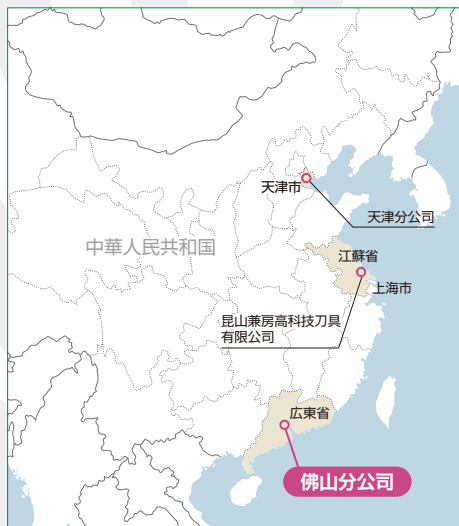 天津市
天津分公司
中華人民共和国
江蘇省
上海市
昆山兼房高科技刀具
有限公司
広東省
佛山分公司